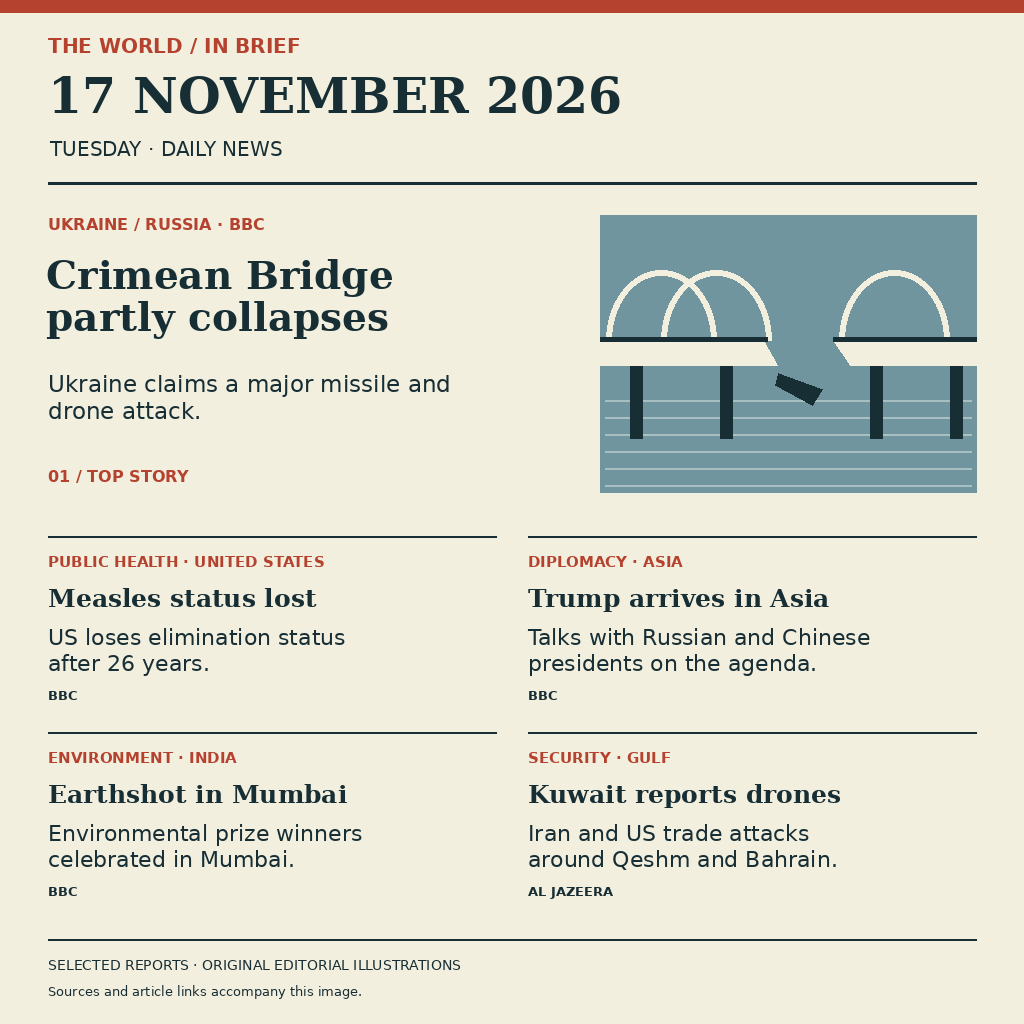 THE WORLD / IN BRIEF
17 NOVEMBER 2026
TUESDAY · DAILY NEWS
UKRAINE / RUSSIA · BBC
Crimean Bridge
partly collapses
Ukraine claims a major missile and
drone attack.
01 / TOP STORY
PUBLIC HEALTH · UNITED STATES
Measles status lost
US loses elimination status
after 26 years.
BBC
DIPLOMACY · ASIA
Trump arrives in Asia
Talks with Russian and Chinese
presidents on the agenda.
BBC
ENVIRONMENT · INDIA
Earthshot in Mumbai
Environmental prize winners
celebrated in Mumbai.
BBC
SECURITY · GULF
Kuwait reports drones
Iran and US trade attacks
around Qeshm and Bahrain.
AL JAZEERA
SELECTED REPORTS · ORIGINAL EDITORIAL ILLUSTRATIONS
Sources and article links accompany this image.